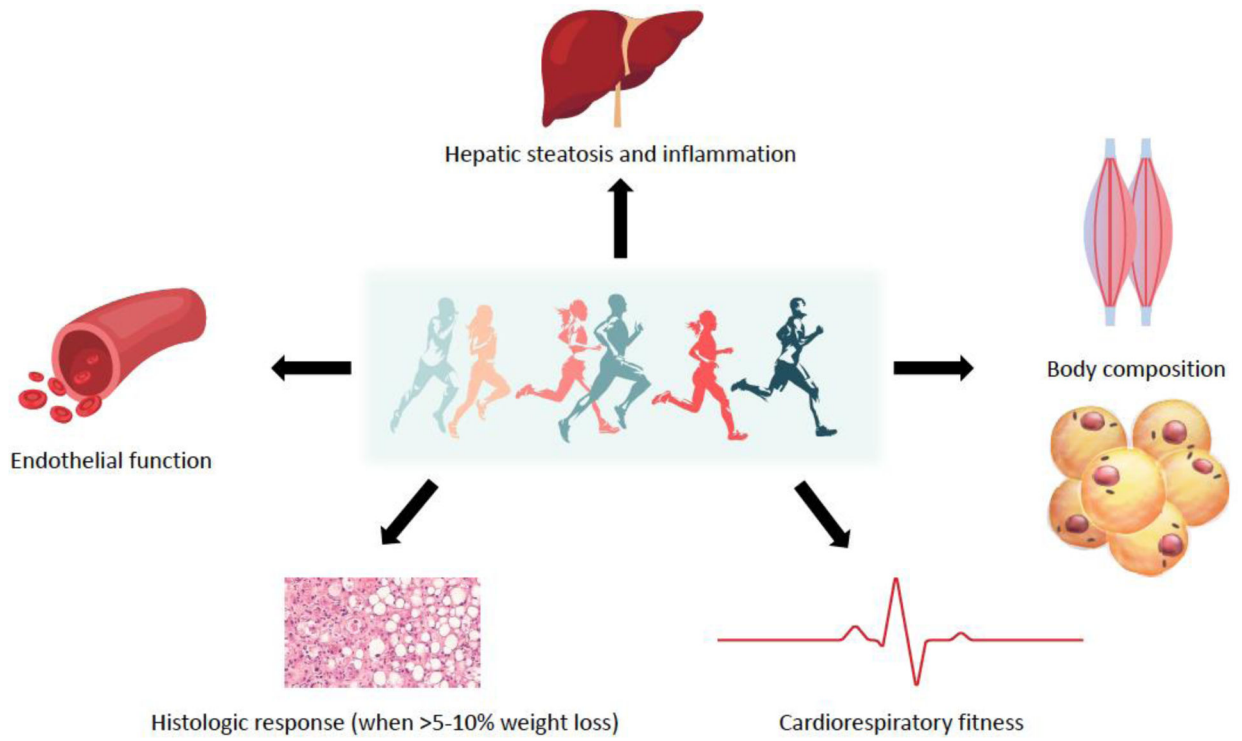 Hepatic steatosis and inflammation
Body composition
Endothelial function
Histologic response (when >5-10% weight loss)
Cardiorespiratory fitness